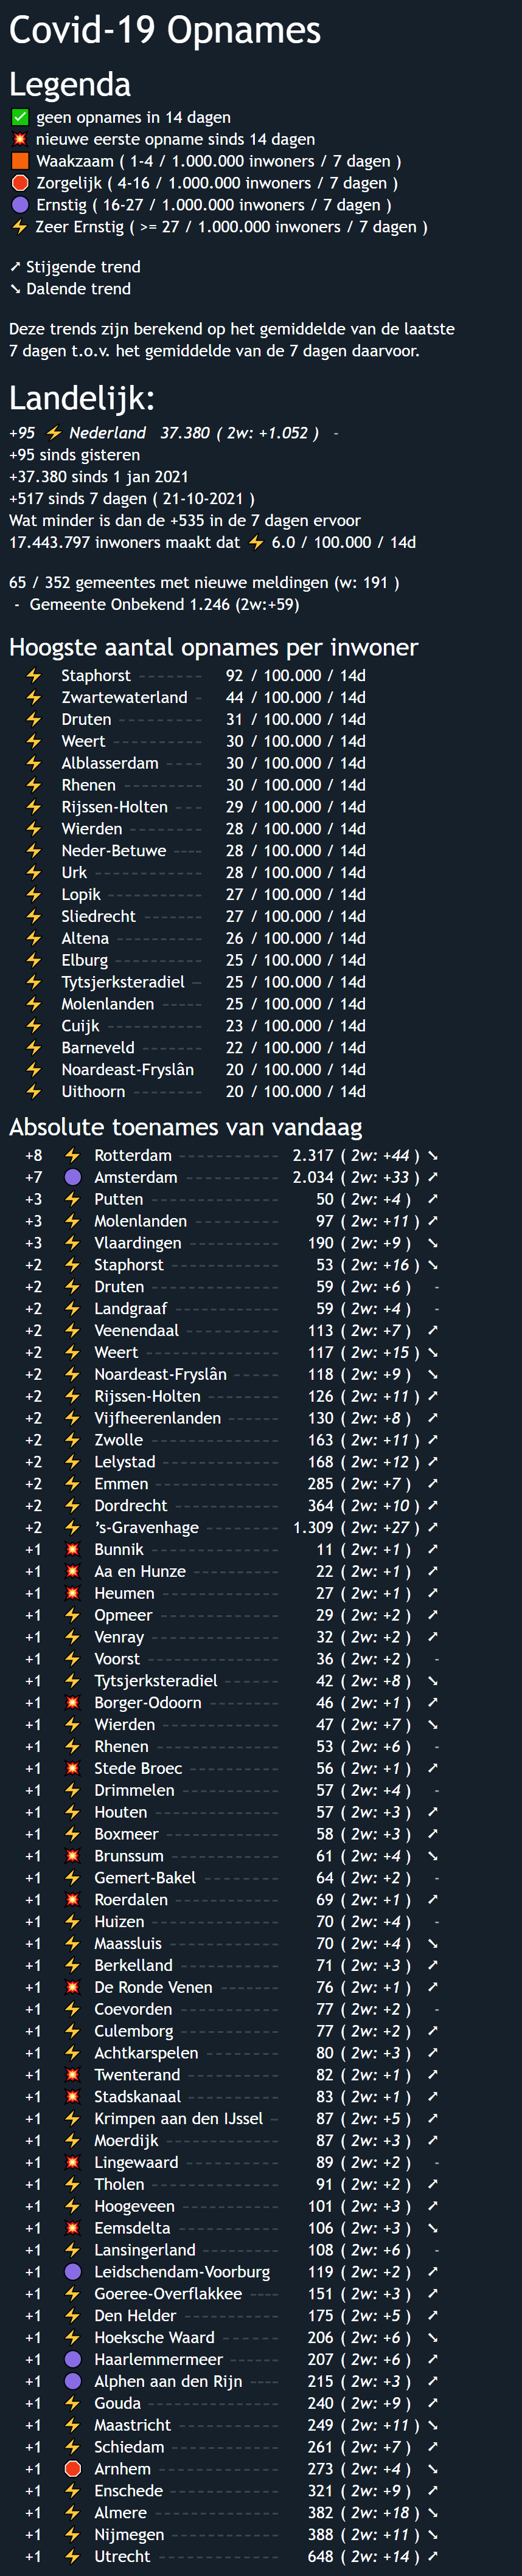 Covid-19 Opnames
Legenda
✅ geen opnames in 14 dagen
💥 nieuwe eerste opname sinds 14 dagen
🟧 Waakzaam ( 1-4 / 1.000.000 inwoners / 7 dagen )
🛑 Zorgelijk ( 4-16 / 1.000.000 inwoners / 7 dagen )
🟣 Ernstig ( 16-27 / 1.000.000 inwoners / 7 dagen )
⚡ Zeer Ernstig ( >= 27 / 1.000.000 inwoners / 7 dagen )
⤤ Stijgende trend
⤥ Dalende trend
Deze trends zijn berekend op het gemiddelde van de laatste
7 dagen t.o.v. het gemiddelde van de 7 dagen daarvoor.
Landelijk:
+95 ⚡ Nederland 37.380 ( 2w: +1.052 ) -
+95 sinds gisteren
+37.380 sinds 1 jan 2021
+517 sinds 7 dagen ( 21-10-2021 )
Wat minder is dan de +535 in de 7 dagen ervoor
17.443.797 inwoners maakt dat ⚡ 6.0 / 100.000 / 14d
65 / 352 gemeentes met nieuwe meldingen (w: 191 )
- Gemeente Onbekend 1.246 (2w:+59)
Hoogste aantal opnames per inwoner
⚡ Staphorst 92 / 100.000 / 14d
⚡ Zwartewaterland 44 / 100.000 / 14d
⚡ Druten 31 / 100.000 / 14d
⚡ Weert 30 / 100.000 / 14d
⚡ Alblasserdam 30 / 100.000 / 14d
⚡ Rhenen 30 / 100.000 / 14d
⚡ Rijssen-Holten 29 / 100.000 / 14d
⚡ Wierden 28 / 100.000 / 14d
⚡ Neder-Betuwe 28 / 100.000 / 14d
⚡ Urk 28 / 100.000 / 14d
⚡ Lopik 27 / 100.000 / 14d
⚡ Sliedrecht 27 / 100.000 / 14d
⚡ Altena 26 / 100.000 / 14d
⚡ Elburg 25 / 100.000 / 14d
⚡ Tytsjerksteradiel 25 / 100.000 / 14d
⚡ Molenlanden 25 / 100.000 / 14d
⚡ Cuijk 23 / 100.000 / 14d
⚡ Barneveld 22 / 100.000 / 14d
⚡ Noardeast-Fryslân 20 / 100.000 / 14d
⚡ Uithoorn 20 / 100.000 / 14d
Absolute toenames van vandaag
+8 ⚡ Rotterdam 2.317 ( 2w: +44 ) ⤥
+7 🟣 Amsterdam 2.034 ( 2w: +33 ) ⤤
+3 ⚡ Putten 50 ( 2w: +4 ) ⤤
+3 ⚡ Molenlanden 97 ( 2w: +11 ) ⤤
+3 ⚡ Vlaardingen 190 ( 2w: +9 ) ⤥
+2 ⚡ Staphorst 53 ( 2w: +16 ) ⤥
+2 ⚡ Druten 59 ( 2w: +6 ) -
+2 ⚡ Landgraaf 59 ( 2w: +4 ) -
+2 ⚡ Veenendaal 113 ( 2w: +7 ) ⤤
+2 ⚡ Weert 117 ( 2w: +15 ) ⤥
+2 ⚡ Noardeast-Fryslân 118 ( 2w: +9 ) ⤥
+2 ⚡ Rijssen-Holten 126 ( 2w: +11 ) ⤤
+2 ⚡ Vijfheerenlanden 130 ( 2w: +8 ) ⤤
+2 ⚡ Zwolle 163 ( 2w: +11 ) ⤤
+2 ⚡ Lelystad 168 ( 2w: +12 ) ⤤
+2 ⚡ Emmen 285 ( 2w: +7 ) ⤤
+2 ⚡ Dordrecht 364 ( 2w: +10 ) ⤤
+2 ⚡ 's-Gravenhage 1.309 ( 2w: +27 ) ⤤
+1 💥 Bunnik 11 ( 2w: +1 ) ⤤
+1 💥 Aa en Hunze 22 ( 2w: +1 ) ⤤
+1 💥 Heumen 27 ( 2w: +1 ) ⤤
+1 ⚡ Opmeer 29 ( 2w: +2 ) ⤤
+1 ⚡ Venray 32 ( 2w: +2 ) ⤤
+1 ⚡ Voorst 36 ( 2w: +2 ) -
+1 ⚡ Tytsjerksteradiel 42 ( 2w: +8 ) ⤥
+1 💥 Borger-Odoorn 46 ( 2w: +1 ) ⤤
+1 ⚡ Wierden 47 ( 2w: +7 ) ⤥
+1 ⚡ Rhenen 53 ( 2w: +6 ) -
+1 💥 Stede Broec 56 ( 2w: +1 ) ⤤
+1 ⚡ Drimmelen 57 ( 2w: +4 ) -
+1 ⚡ Houten 57 ( 2w: +3 ) ⤤
+1 ⚡ Boxmeer 58 ( 2w: +3 ) ⤤
+1 💥 Brunssum 61 ( 2w: +4 ) ⤥
+1 ⚡ Gemert-Bakel 64 ( 2w: +2 ) -
+1 💥 Roerdalen 69 ( 2w: +1 ) ⤤
+1 ⚡ Huizen 70 ( 2w: +4 ) -
+1 ⚡ Maassluis 70 ( 2w: +4 ) ⤥
+1 ⚡ Berkelland 71 ( 2w: +3 ) ⤤
+1 💥 De Ronde Venen 76 ( 2w: +1 ) ⤤
+1 ⚡ Coevorden 77 ( 2w: +2 ) -
+1 ⚡ Culemborg 77 ( 2w: +2 ) ⤤
+1 ⚡ Achtkarspelen 80 ( 2w: +3 ) ⤤
+1 💥 Twenterand 82 ( 2w: +1 ) ⤤
+1 💥 Stadskanaal 83 ( 2w: +1 ) ⤤
+1 ⚡ Krimpen aan den IJssel 87 ( 2w: +5 ) ⤤
+1 ⚡ Moerdijk 87 ( 2w: +3 ) ⤤
+1 💥 Lingewaard 89 ( 2w: +2 ) -
+1 ⚡ Tholen 91 ( 2w: +2 ) ⤤
+1 ⚡ Hoogeveen 101 ( 2w: +3 ) ⤤
+1 💥 Eemsdelta 106 ( 2w: +3 ) ⤥
+1 ⚡ Lansingerland 108 ( 2w: +6 ) -
+1 🟣 Leidschendam-Voorburg 119 ( 2w: +2 ) ⤤
+1 ⚡ Goeree-Overflakkee 151 ( 2w: +3 ) ⤤
+1 ⚡ Den Helder 175 ( 2w: +5 ) ⤤
+1 ⚡ Hoeksche Waard 206 ( 2w: +6 ) ⤥
+1 🟣 Haarlemmermeer 207 ( 2w: +6 ) ⤤
+1 🟣 Alphen aan den Rijn 215 ( 2w: +3 ) ⤤
+1 ⚡ Gouda 240 ( 2w: +9 ) ⤤
+1 ⚡ Maastricht 249 ( 2w: +11 ) ⤥
+1 ⚡ Schiedam 261 ( 2w: +7 ) ⤤
+1 🛑 Arnhem 273 ( 2w: +4 ) ⤥
+1 ⚡ Enschede 321 ( 2w: +9 ) ⤤
+1 ⚡ Almere 382 ( 2w: +18 ) ⤥
+1 ⚡ Nijmegen 388 ( 2w: +11 ) ⤥
+1 ⚡ Utrecht 648 ( 2w: +14 ) ⤤